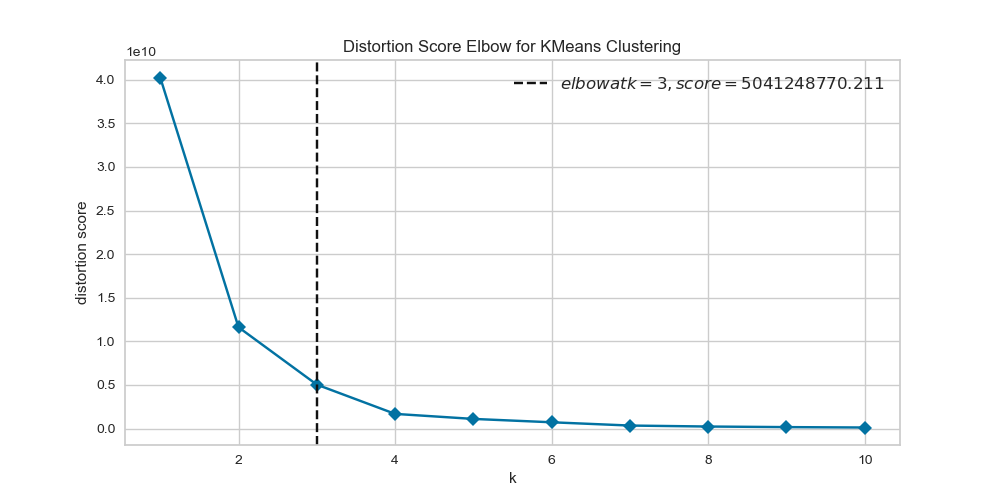 Distortion Score Elbow for KMeans Clustering
1e10
elbowatk = 3, score = 5041248770.211
4.0
3.5
3.0
2.5
2.0
1.5
1.0
0.5
0.0
distortion score
2 4 6 8 10
k